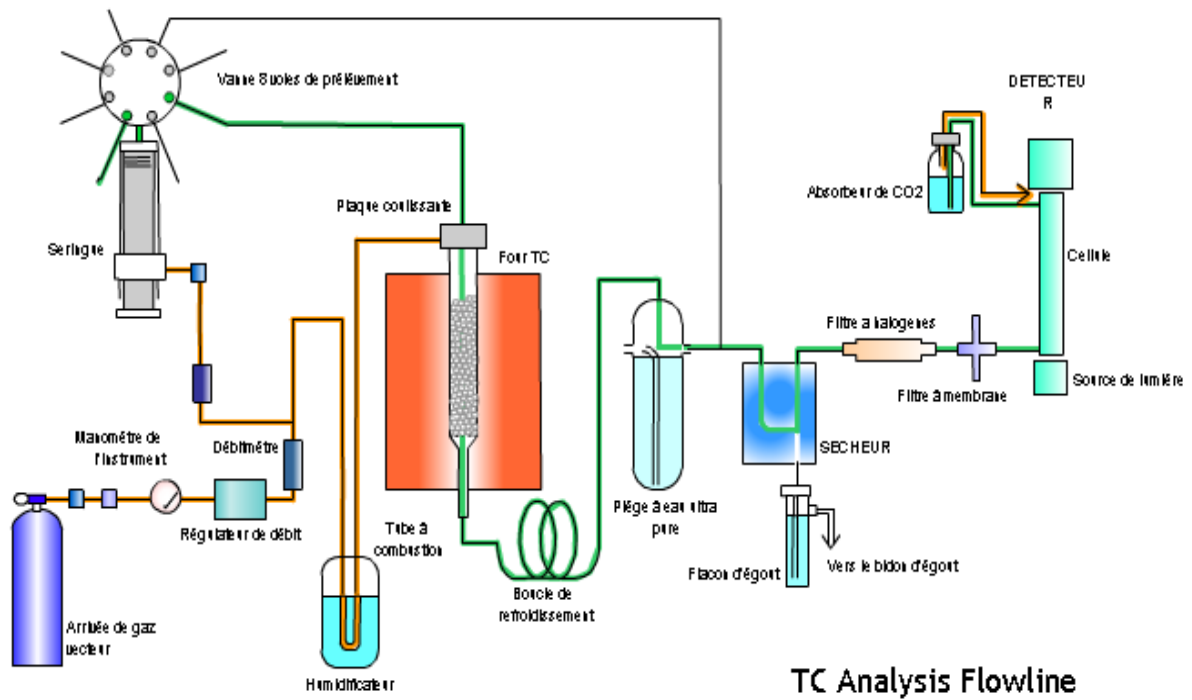 Vanne 8 voies de prélèvement
DETECTEU
R
Absorbeur de CO2
Plaque coulissante
Seringue
Four TC
Cellule
Filtre a halogenes
Source de lumière
Filtre à membrane
Manomètre de
l'instrument
Débitmètre
SECHEUR
Piège à eau ultra
pure
Régulateur de débit
Tube à
combustion
Flacon d'égout
Vers le bidon d'égout
Boucle de
refroidissement
Arrivée de gaz
vecteur
Humidificateur
TC Analysis Flowline